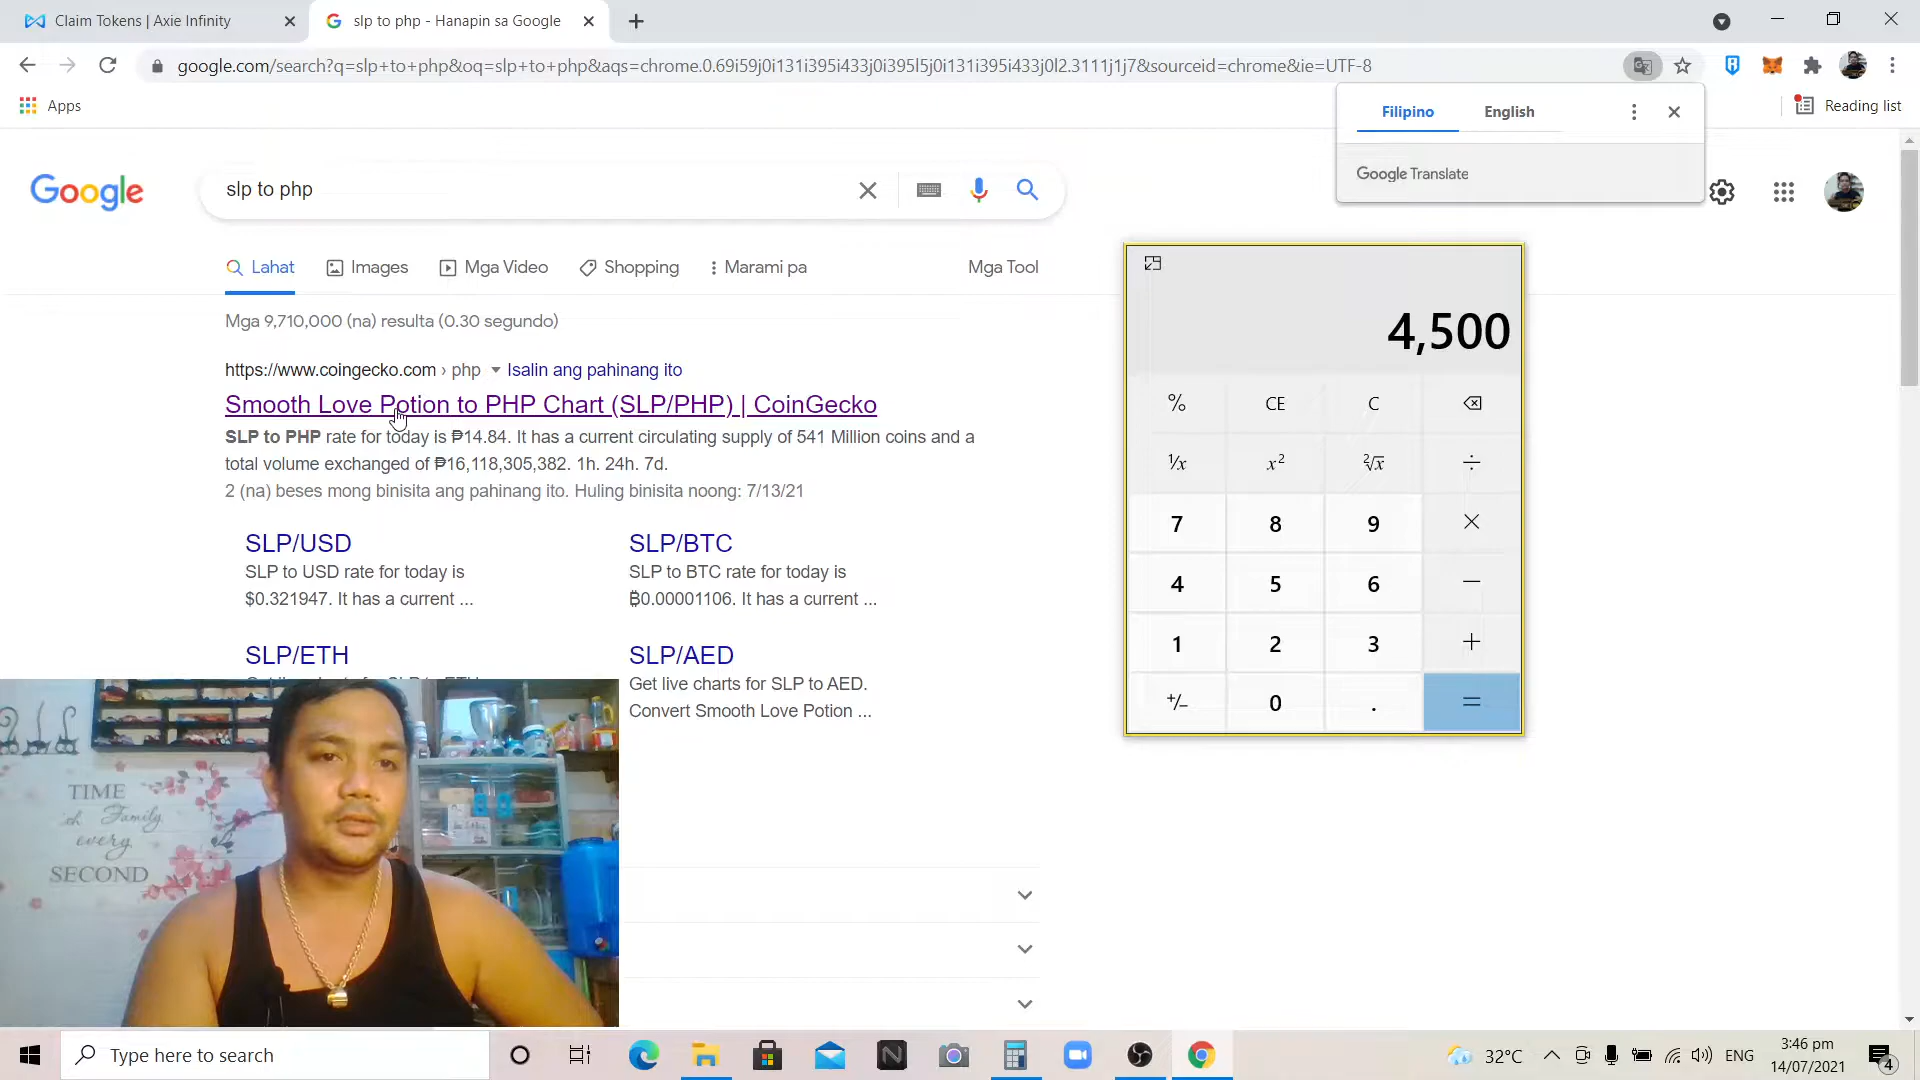 Claim Tokens | Axie Infinity
slp to php - Hanapin sa Google
google.com/search?q=slp+to+php&oq=slp+to+php&aqs=chrome.0.69i59j0i131i395i433j0i395l5j0i131i395i433j0l2.3111j1j7&sourceid=chrome&ie=UTF-8
Apps
Reading list
Filipino English
Google Translate
Google
slp to php
Lahat Images Mga Video Shopping Marami pa Mga Tool
Mga 9,710,000 (na) resulta (0.30 segundo)
https://www.coingecko.com › php Isalin ang pahinang ito
Smooth Love Potion to PHP Chart (SLP/PHP) | CoinGecko
SLP to PHP rate for today is ₱14.84. It has a current circulating supply of 541 Million coins and a
total volume exchanged of ₱16,118,305,382. 1h. 24h. 7d.
2 (na) beses mong binisita ang pahinang ito. Huling binisita noong: 7/13/21
SLP/USD
SLP to USD rate for today is
$0.321947. It has a current ...
SLP/BTC
SLP to BTC rate for today is
₿0.00001106. It has a current ...
SLP/ETH
SLP/AED
Get live charts for SLP to AED.
Convert Smooth Love Potion ...
4,500
% CE C
¹/x x² ²√x ÷
7 8 9 ×
4 5 6 −
1 2 3 +
+/− 0 . =
TIME
Family
every
SECOND
Type here to search
32°C
ENG
3:46 pm
14/07/2021
4